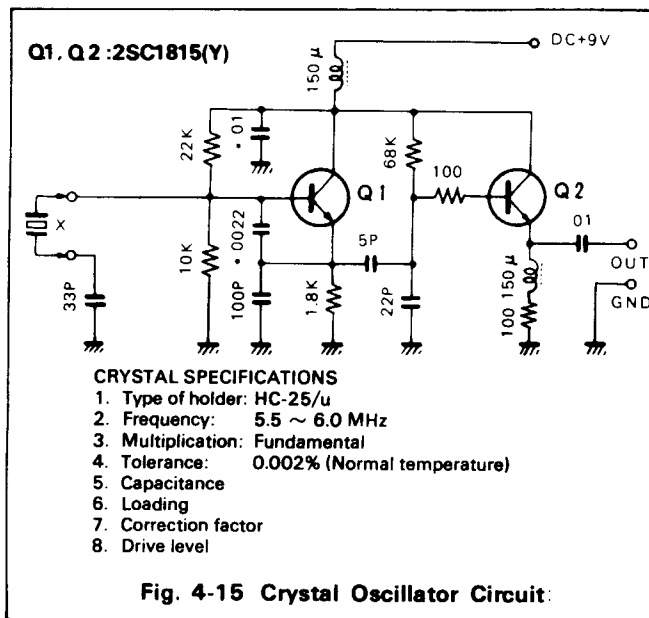 Q1, Q2 :2SC1815(Y)
DC+9V
150 µ
22K
.01
68K
100
Q1
Q2
X
10K
.0022
5P
01
OUT
33P
100P
1.8K
22P
100 150 µ
GND
CRYSTAL SPECIFICATIONS
1. Type of holder: HC-25/u
2. Frequency: 5.5 ~ 6.0 MHz
3. Multiplication: Fundamental
4. Tolerance: 0.002% (Normal temperature)
5. Capacitance
6. Loading
7. Correction factor
8. Drive level
Fig. 4-15 Crystal Oscillator Circuit